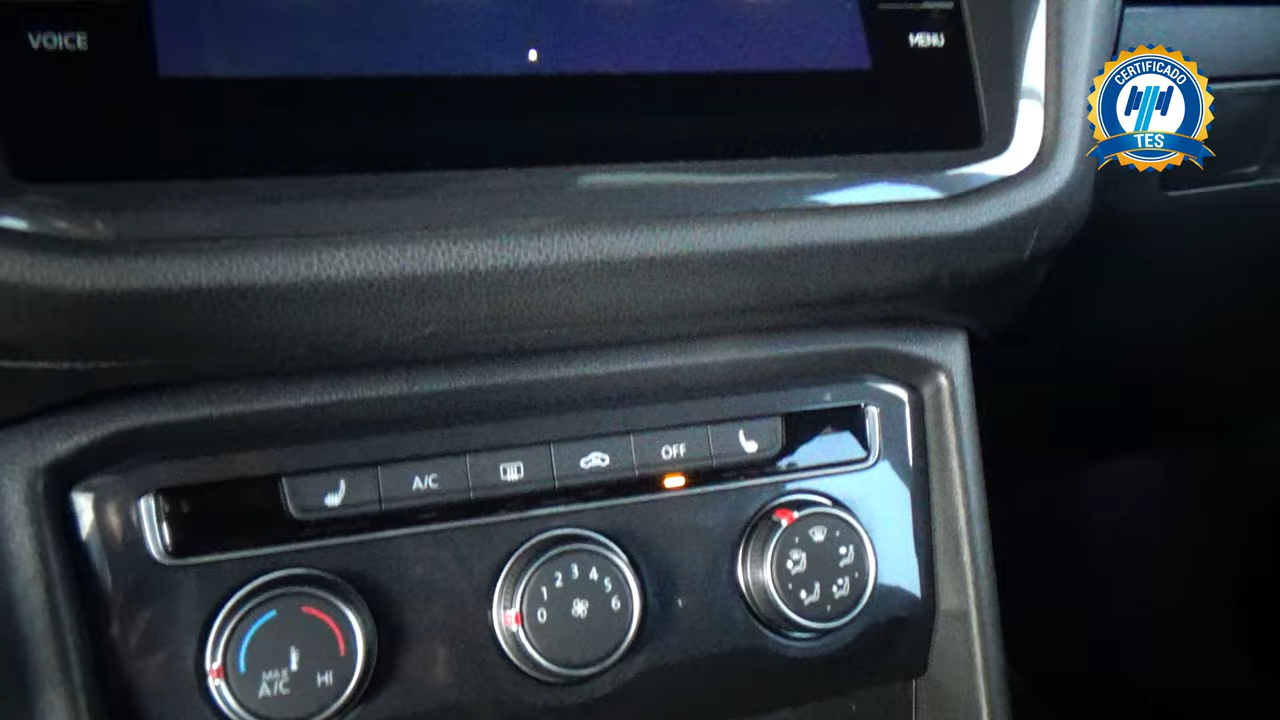 VOICE
MENU
CERTIFICADO
TES
A/C
OFF
0 1 2 3 4 5 6
MAX
A/C
HI